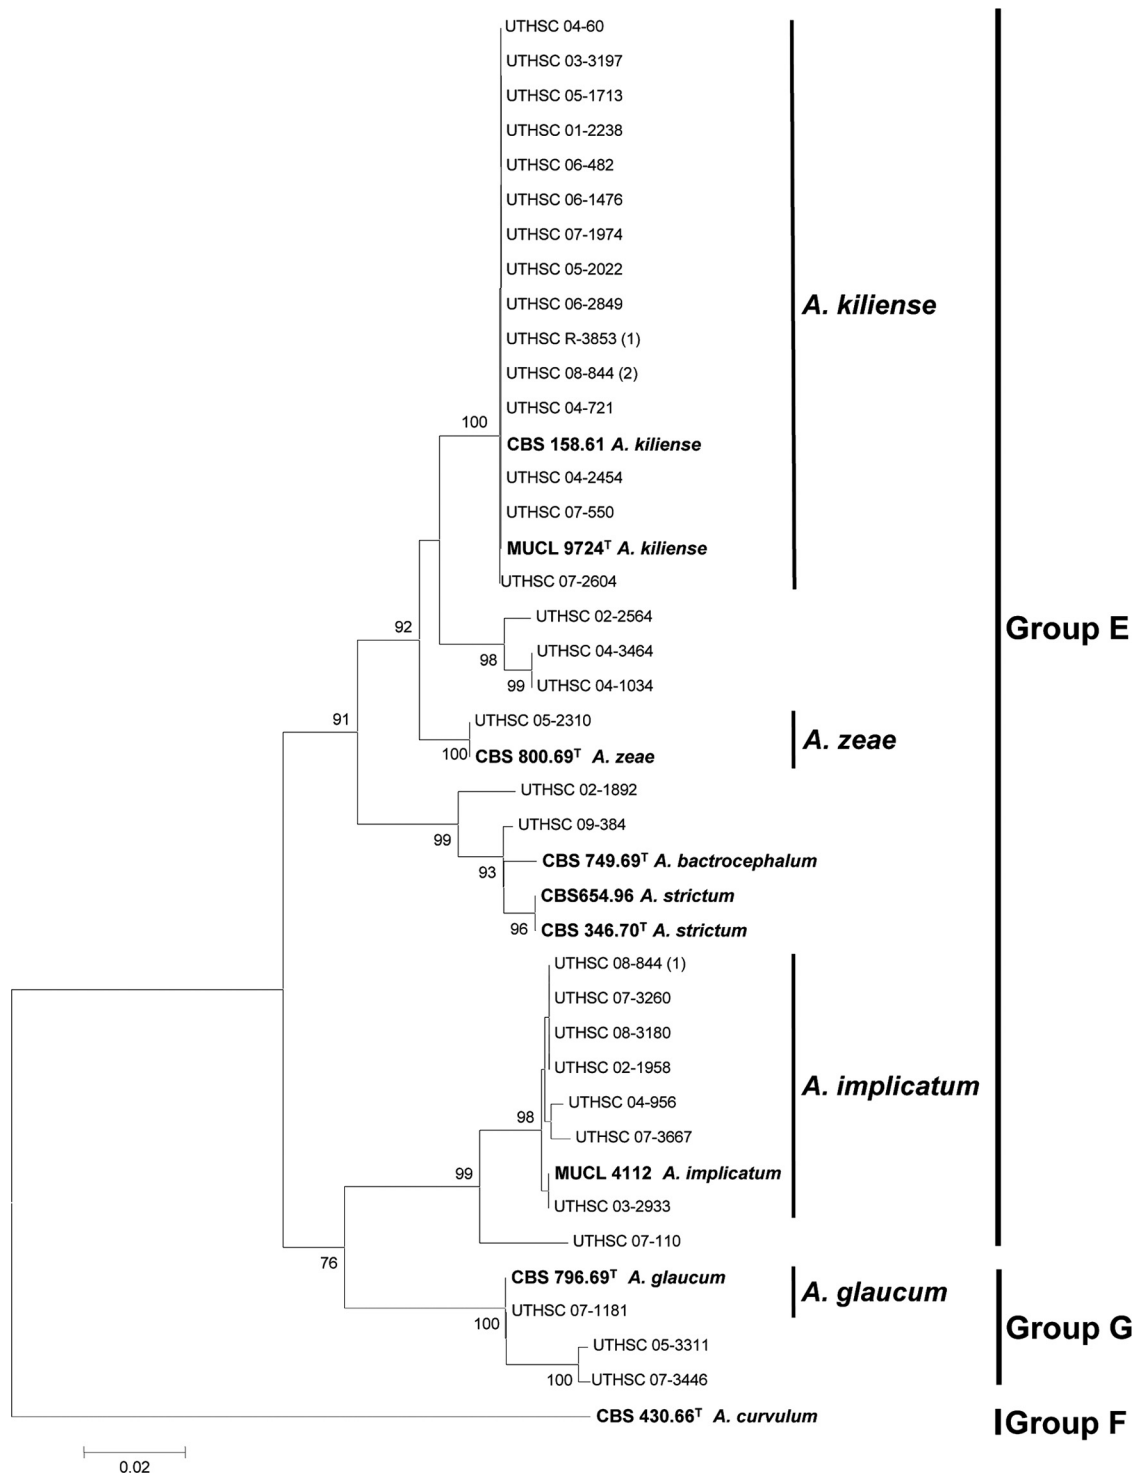 UTHSC 04-60
UTHSC 03-3197
UTHSC 05-1713
UTHSC 01-2238
UTHSC 06-482
UTHSC 06-1476
UTHSC 07-1974
UTHSC 05-2022
UTHSC 06-2849
A. kiliense
UTHSC R-3853 (1)
UTHSC 08-844 (2)
UTHSC 04-721
100
CBS 158.61 A. kiliense
UTHSC 04-2454
UTHSC 07-550
MUCL 9724T A. kiliense
UTHSC 07-2604
UTHSC 02-2564
92
Group E
UTHSC 04-3464
98
UTHSC 04-1034
99
UTHSC 05-2310
91
A. zeae
100
CBS 800.69T A. zeae
UTHSC 02-1892
UTHSC 09-384
99
CBS 749.69T A. bactrocephalum
93
CBS654.96 A. strictum
CBS 346.70T A. strictum
96
UTHSC 08-844 (1)
UTHSC 07-3260
UTHSC 08-3180
UTHSC 02-1958
A. implicatum
UTHSC 04-956
98
UTHSC 07-3667
99
MUCL 4112 A. implicatum
UTHSC 03-2933
UTHSC 07-110
76
CBS 796.69T A. glaucum
A. glaucum
UTHSC 07-1181
100
Group G
UTHSC 05-3311
100
UTHSC 07-3446
CBS 430.66T A. curvulum
Group F
0.02